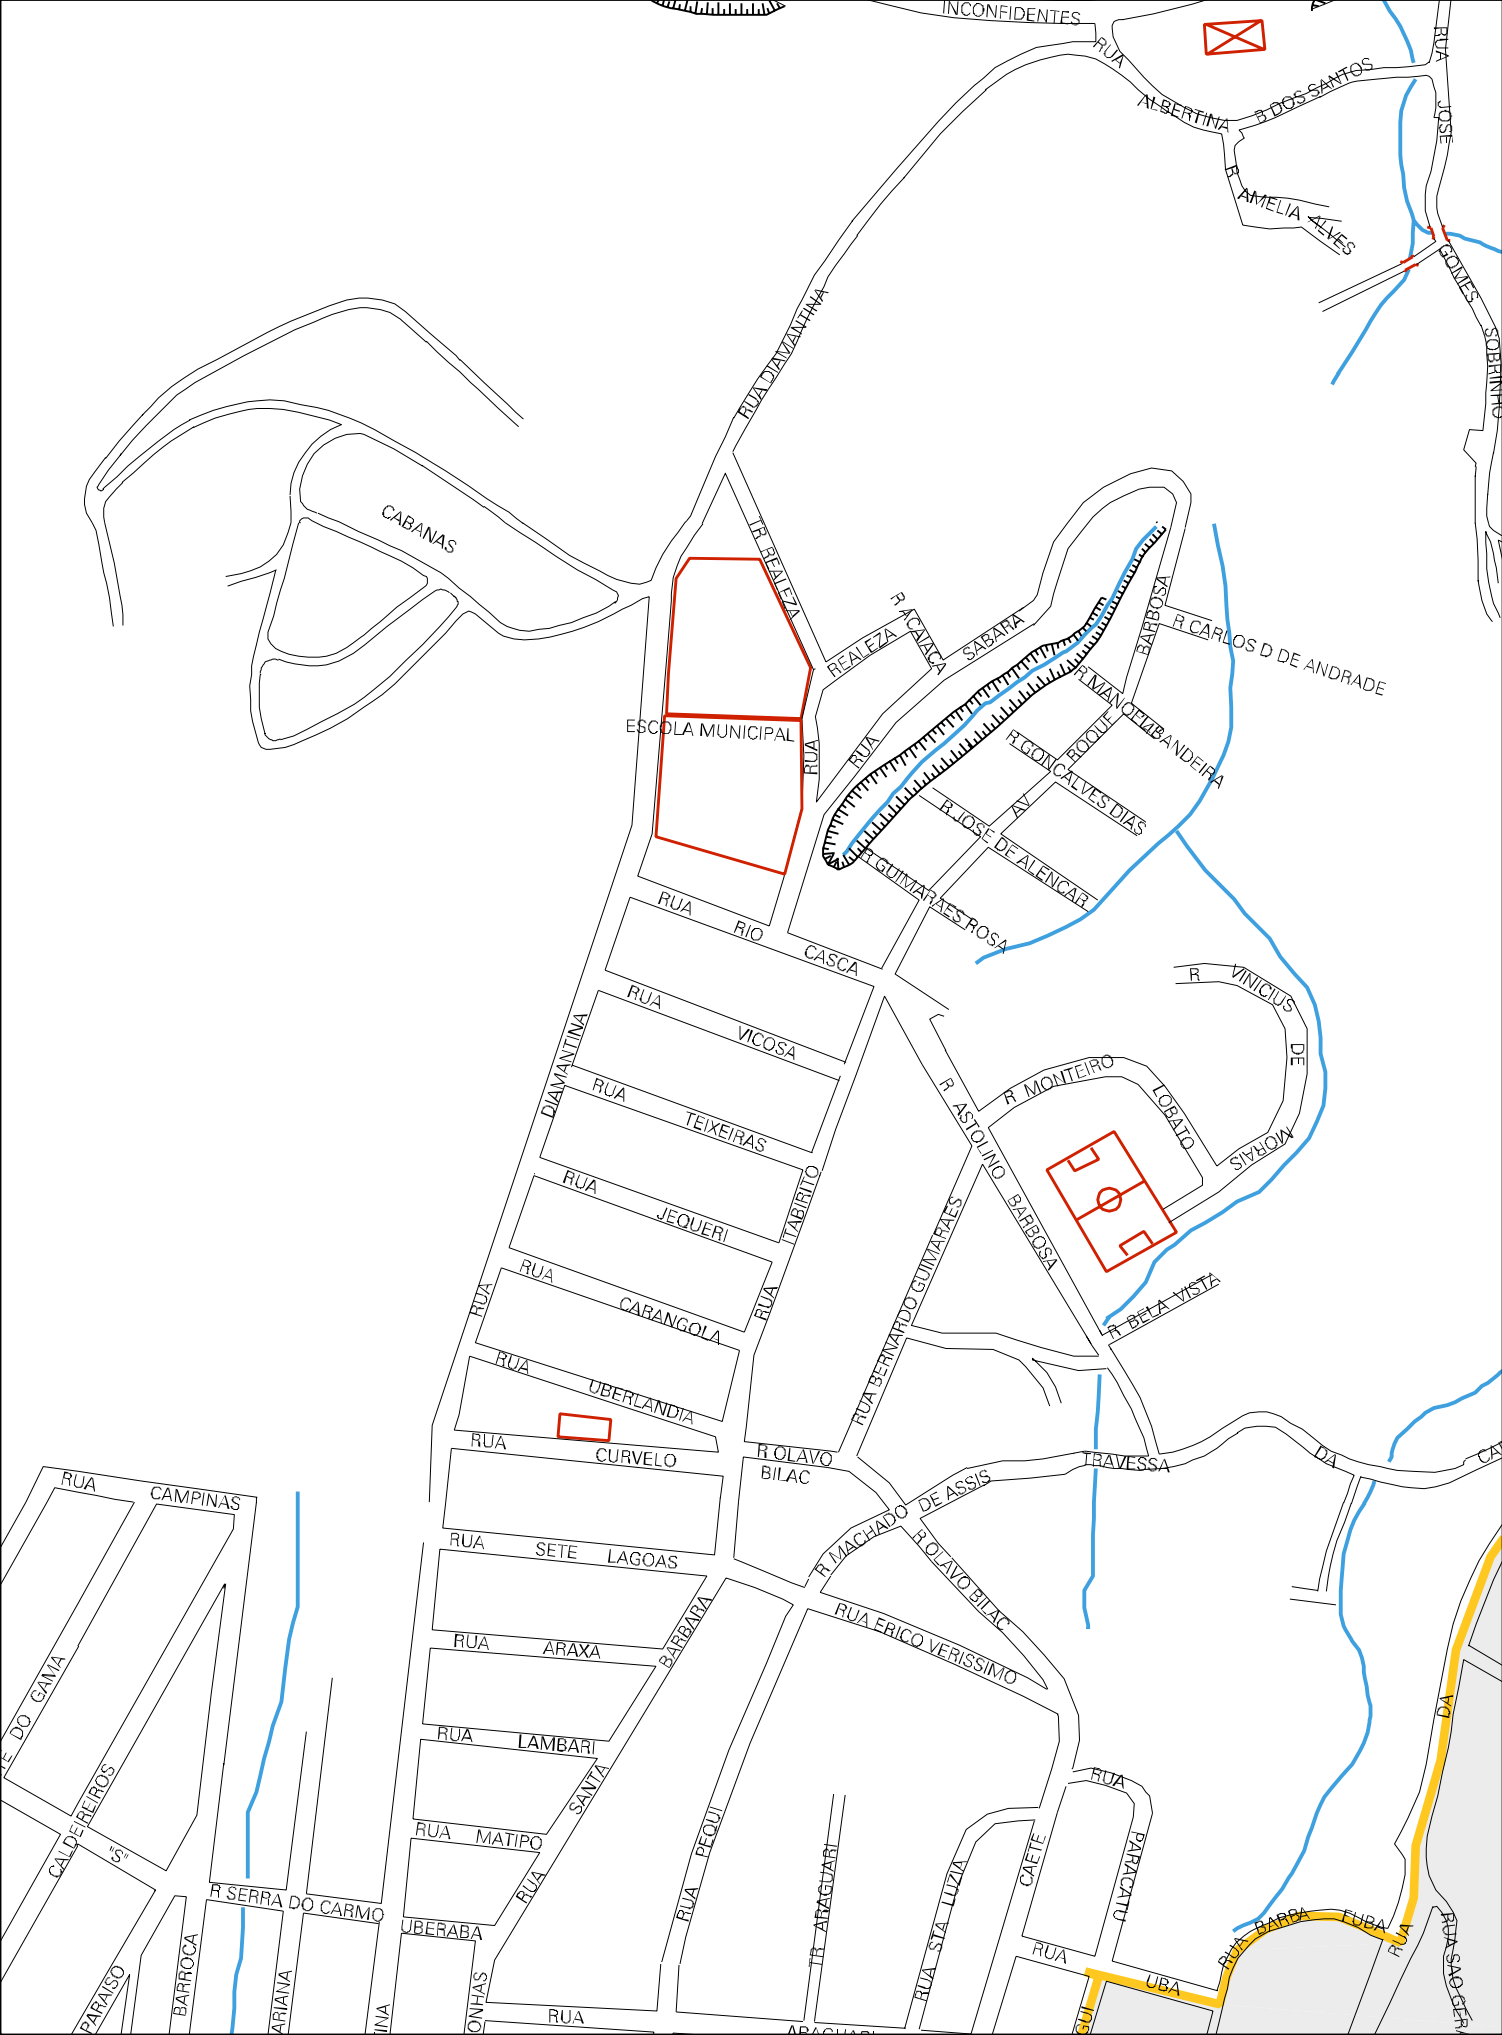 INCONFIDENTES
RUA
ALBERTINA
B DOS SANTOS
RUA
JOSE
GOMES
SOBRINHO
R
AMELIA ALVES
RUA DIAMANTINA
CABANAS
TR REALEZA
REALEZA
R ACAIACA
SABARA
RUA
RUA
BARBOSA
R CARLOS D DE ANDRADE
R MANOEL BANDEIRA
ROQUE
R GONCALVES DIAS
AV
R JOSE DE ALENCAR
R GUIMARAES ROSA
ESCOLA MUNICIPAL
RUA RIO CASCA
RUA VICOSA
RUA TEIXEIRAS
RUA JEQUERI
RUA CARANGOLA
RUA UBERLANDIA
RUA CURVELO
DIAMANTINA
RUA
ITABIRITO
RUA
R VINICIUS DE MORAIS
R MONTEIRO LOBATO
R ASTOLINO BARBOSA
RUA BERNARDO GUIMARAES
R BELA VISTA
R OLAVO
BILAC
R MACHADO DE ASSIS
TRAVESSA
DA
R OLAVO BILAC
RUA ERICO VERISSIMO
RUA CAMPINAS
RUA SETE LAGOAS
RUA ARAXA
RUA LAMBARI
RUA MATIPO
UBERABA
BARBARA
SANTA
RUA
DO GAMA
CALDEIREIROS
"S"
R SERRA DO CARMO
PARAISO
BARROCA
ARIANA
INA
ONHAS
RUA
PEQUI
RUA
TR ARAGUARI
ARAGUARI
RUA STA LUZIA
CAETE
RUA
PARACATU
RUA UBA
GUI
RUA BARBA FUBA
RUA
DA
RUA SAO GERA